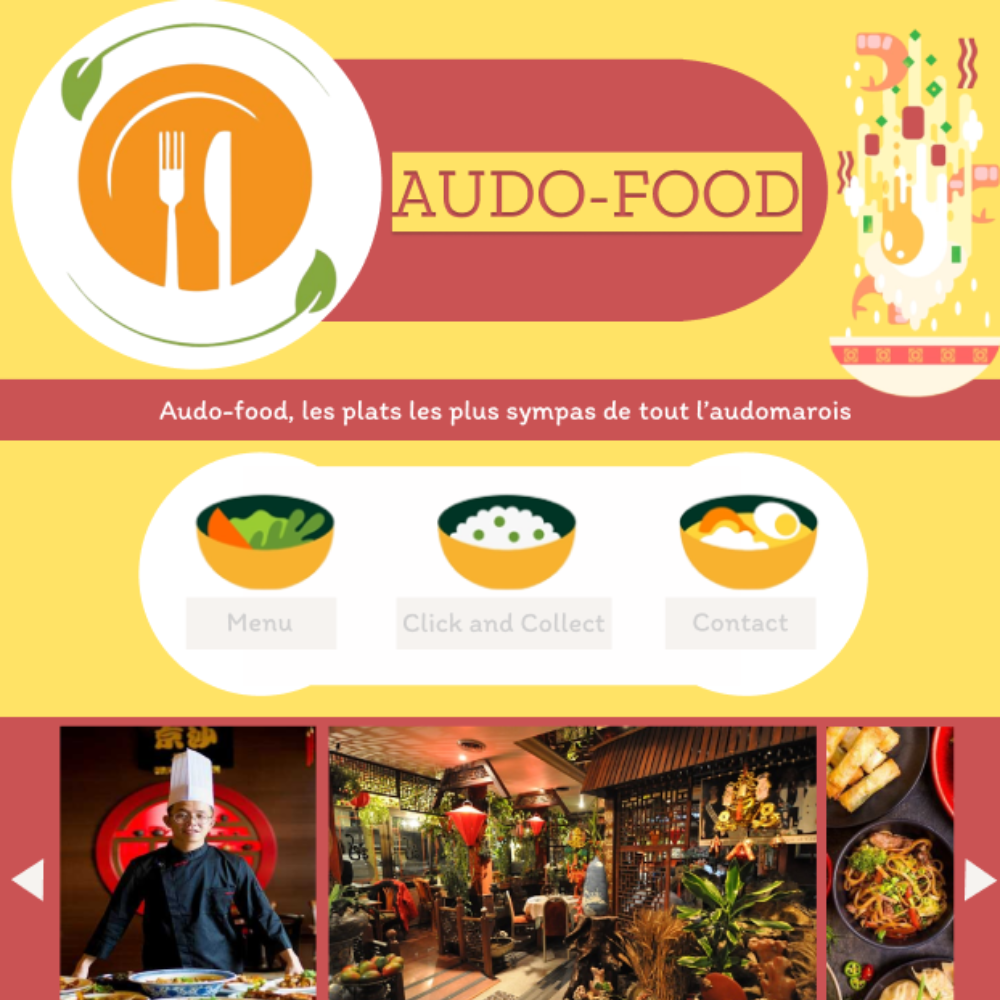 AUDO-FOOD
Audo-food, les plats les plus sympas de tout l'audomarois
Menu
Click and Collect
Contact